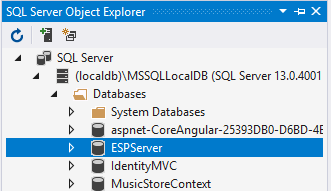 SQL Server Object Explorer
SQL Server
(localdb)\MSSQLLocalDB (SQL Server 13.0.4001
Databases
System Databases
aspnet-CoreAngular-25393DB0-D6BD-4E
ESPServer
IdentityMVC
MusicStoreContext